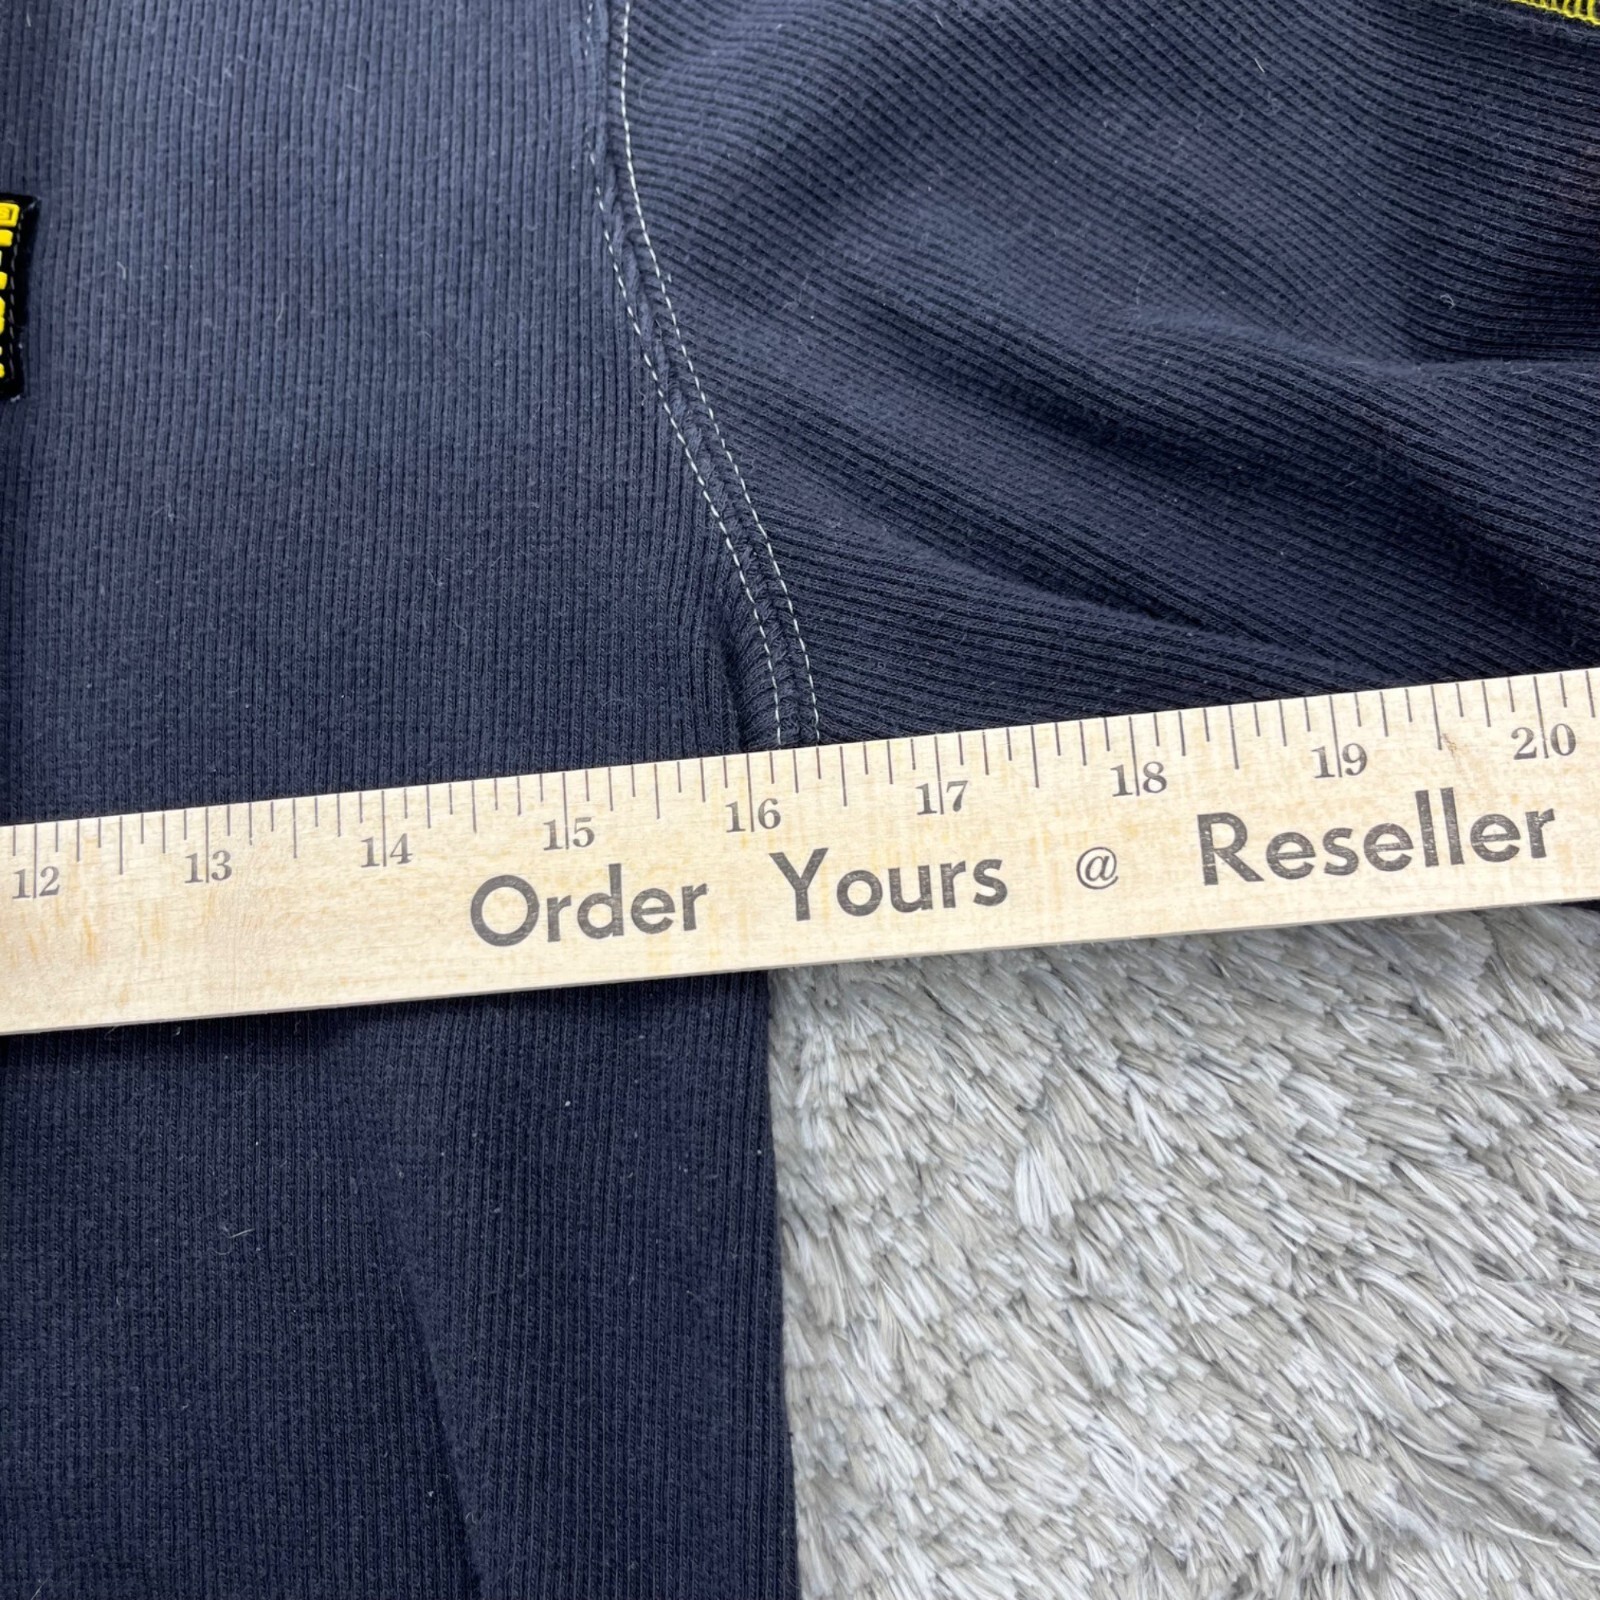 12 13 14 15 16 17 18 19 20
Order Yours @ Reseller